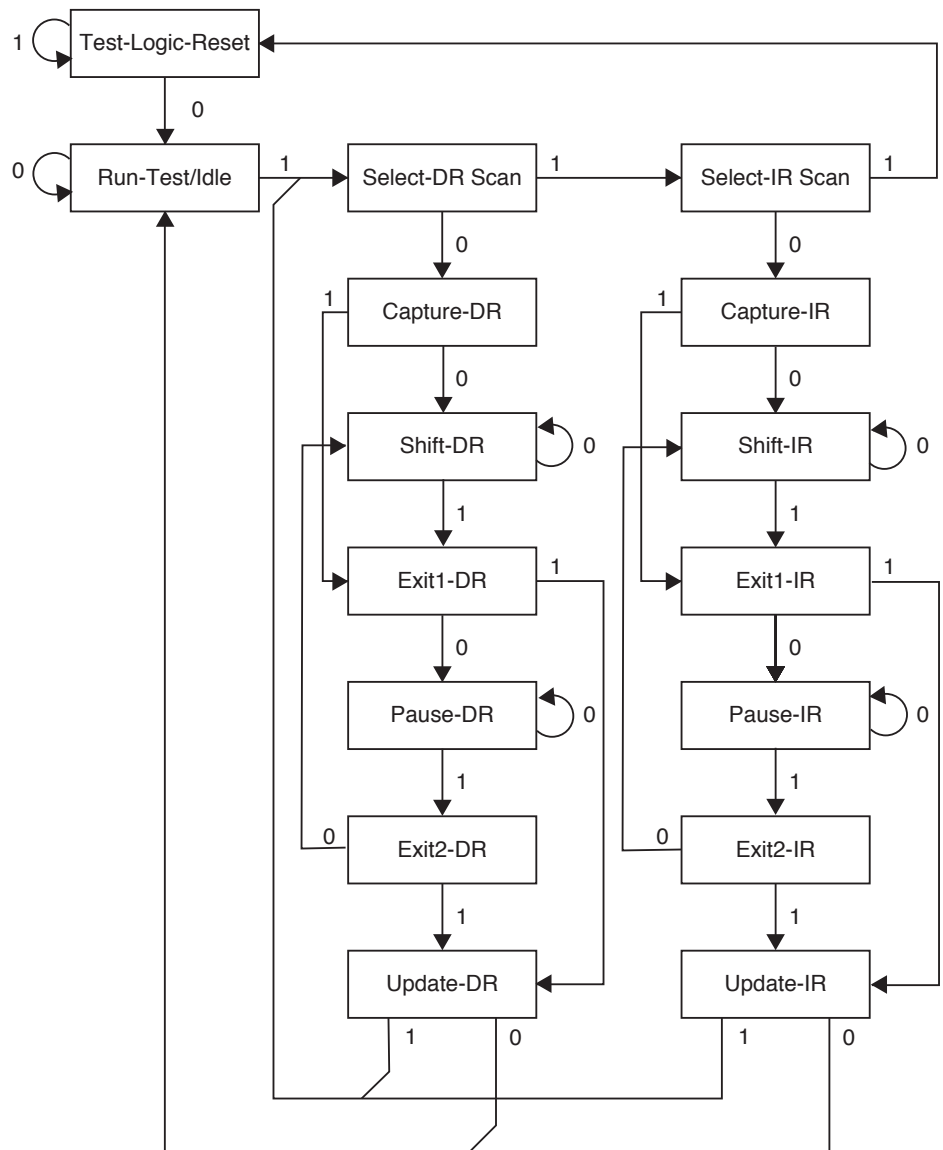 1
Test-Logic-Reset
0
0
Run-Test/Idle
1
Select-DR Scan
1
Select-IR Scan
1
0
0
1
Capture-DR
1
Capture-IR
0
0
Shift-DR
0
Shift-IR
0
1
1
Exit1-DR
1
Exit1-IR
1
0
0
Pause-DR
0
Pause-IR
0
1
1
0
Exit2-DR
0
Exit2-IR
1
1
Update-DR
Update-IR
1
0
1
0